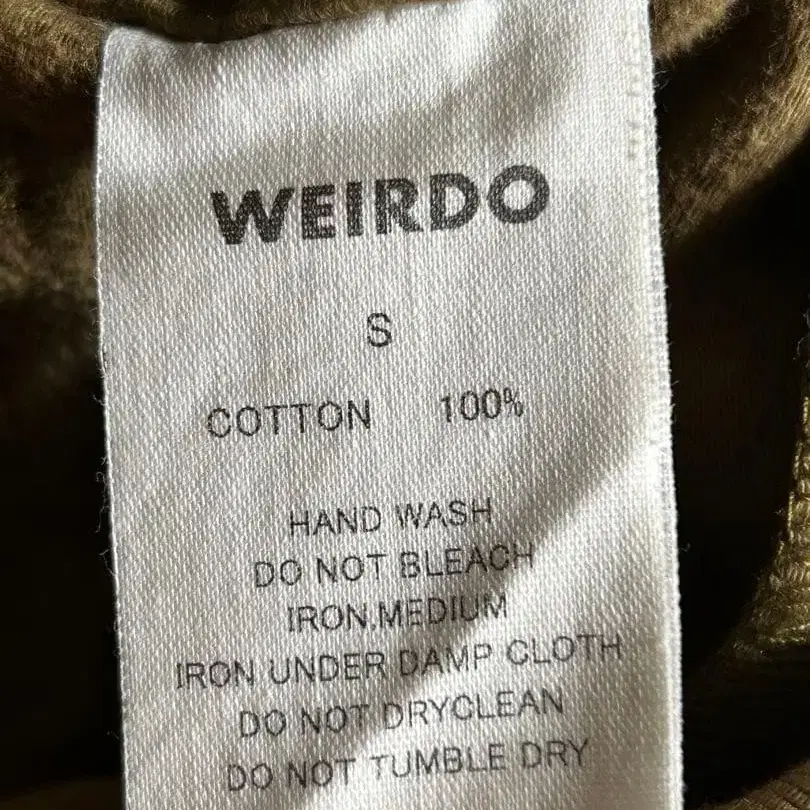 WEIRDO
S
COTTON 100%
HAND WASH
DO NOT BLEACH
IRON.MEDIUM
IRON UNDER DAMP CLOTH
DO NOT DRYCLEAN
DO NOT TUMBLE DRY